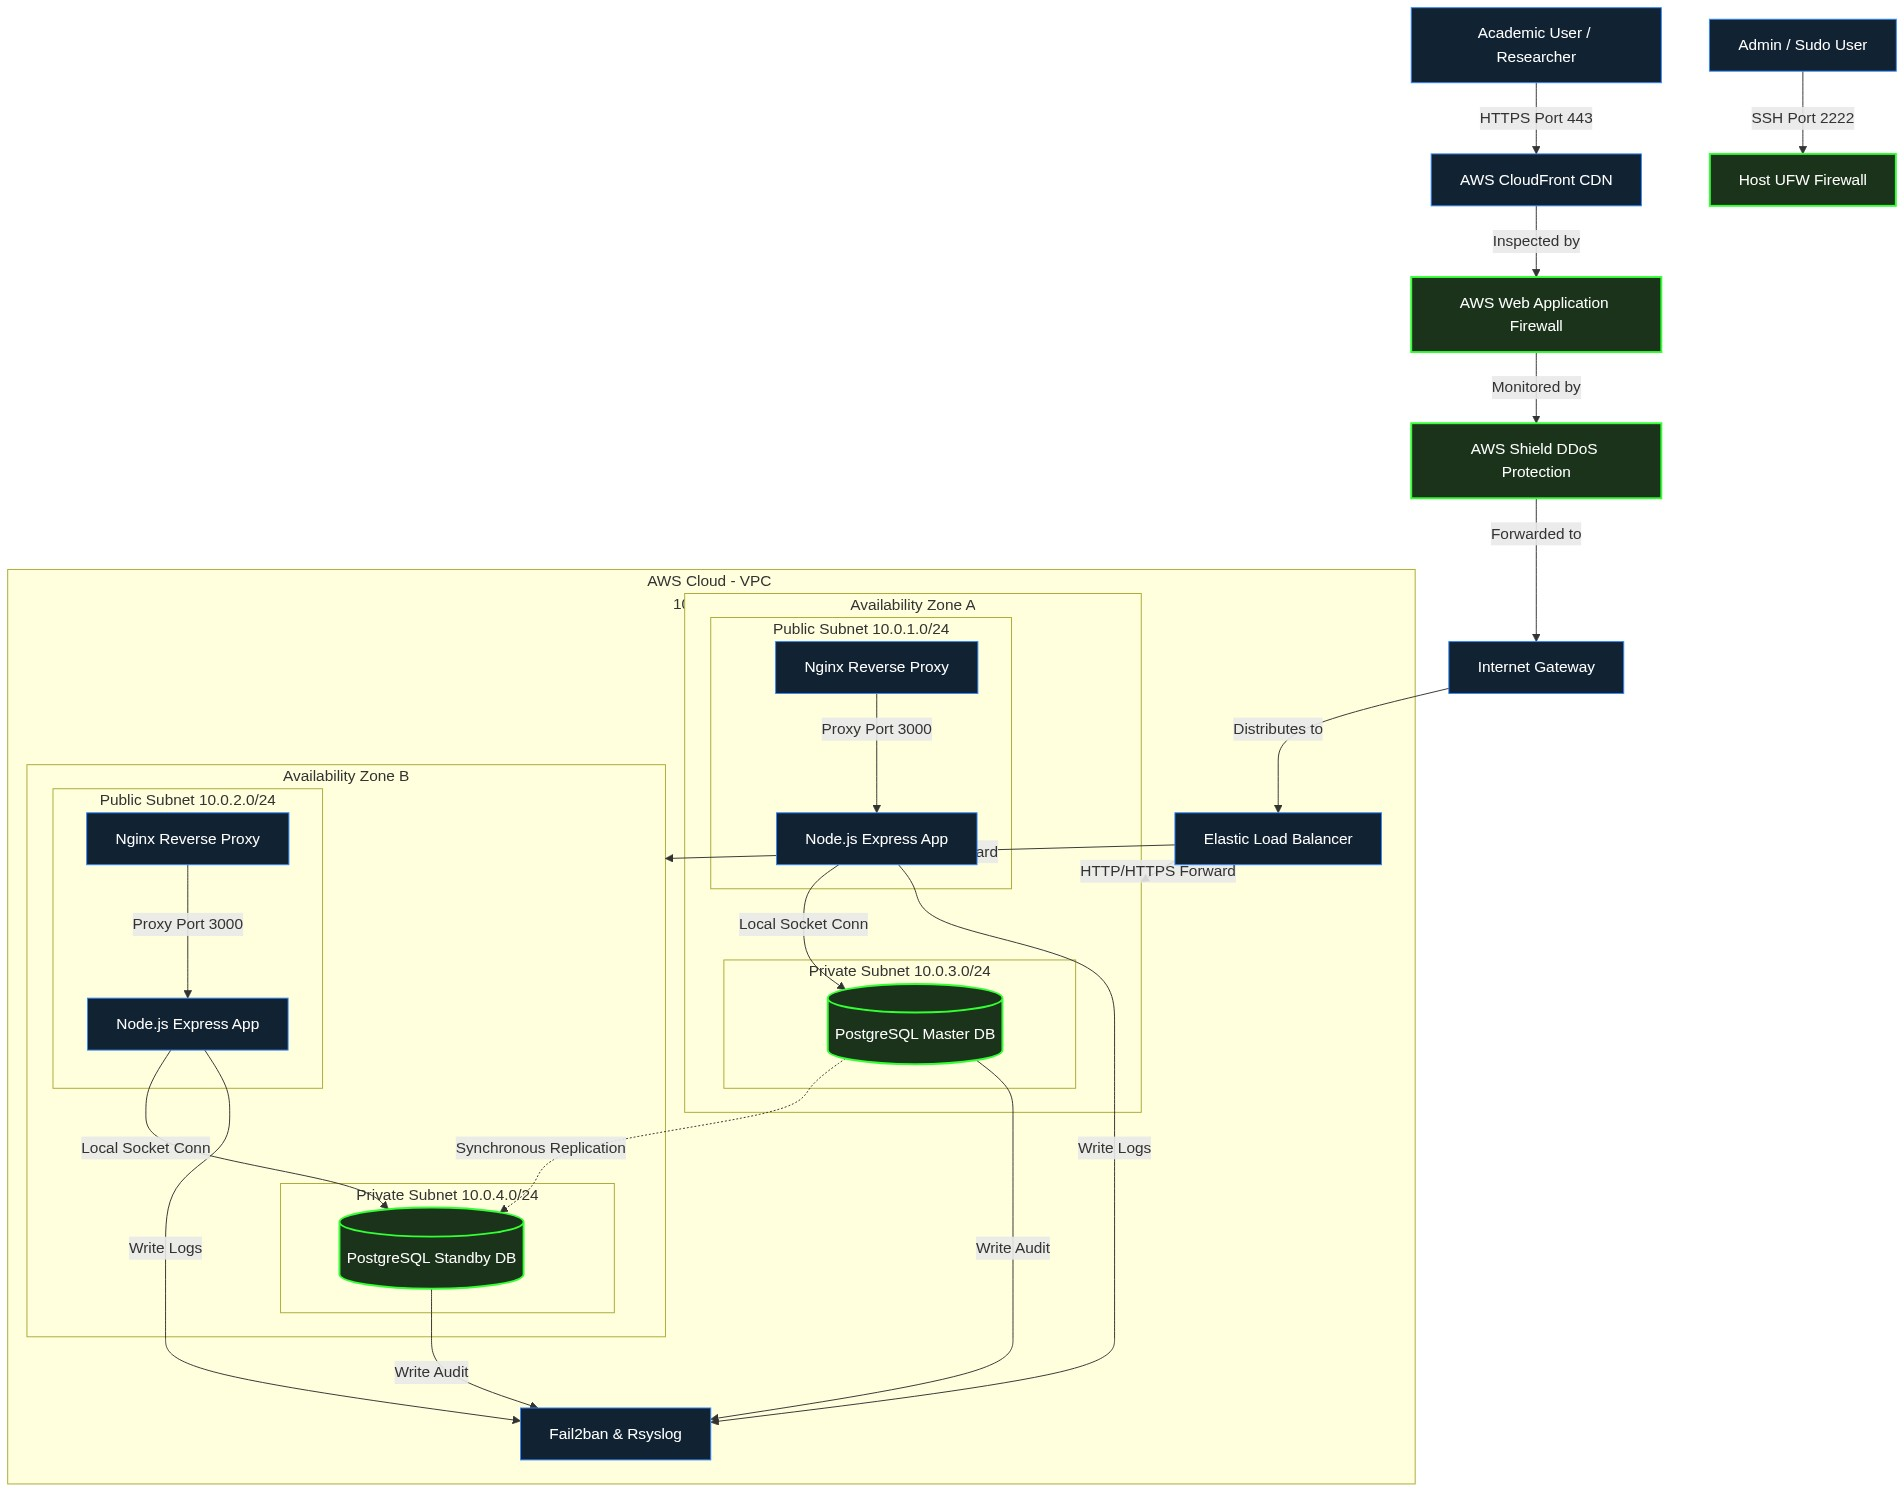 Academic User /
Researcher
Admin / Sudo User
HTTPS Port 443
SSH Port 2222
AWS CloudFront CDN
Host UFW Firewall
Inspected by
AWS Web Application
Firewall
Monitored by
AWS Shield DDoS
Protection
Forwarded to
AWS Cloud - VPC
Availability Zone A
Public Subnet 10.0.1.0/24
Nginx Reverse Proxy
Internet Gateway
Proxy Port 3000
Distributes to
Availability Zone B
Public Subnet 10.0.2.0/24
Nginx Reverse Proxy
Node.js Express App
Elastic Load Balancer
HTTP/HTTPS Forward
Proxy Port 3000
Local Socket Conn
Private Subnet 10.0.3.0/24
Node.js Express App
PostgreSQL Master DB
Local Socket Conn
Synchronous Replication
Write Logs
Private Subnet 10.0.4.0/24
Write Logs
PostgreSQL Standby DB
Write Audit
Write Audit
Fail2ban & Rsyslog